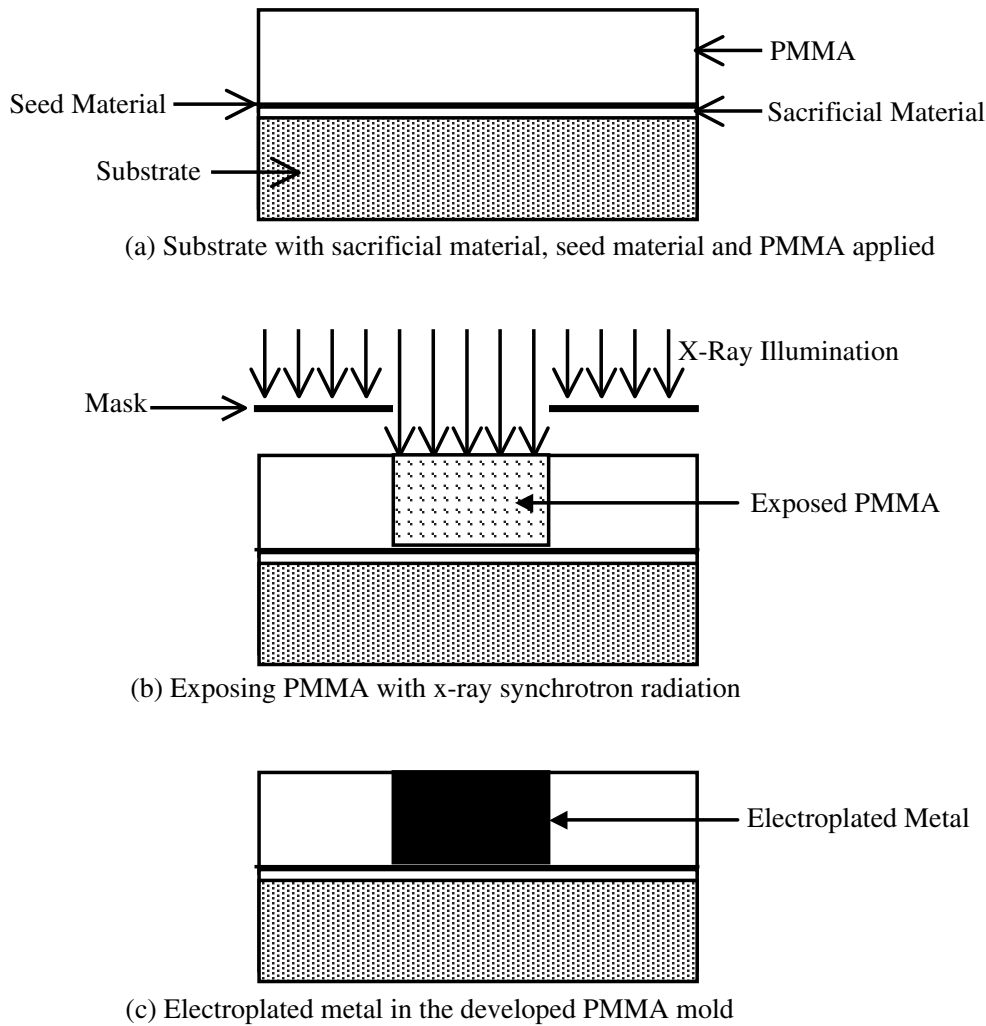 PMMA
Seed Material
Sacrificial Material
Substrate
(a) Substrate with sacrificial material, seed material and PMMA applied
X-Ray Illumination
Mask
Exposed PMMA
(b) Exposing PMMA with x-ray synchrotron radiation
Electroplated Metal
(c) Electroplated metal in the developed PMMA mold